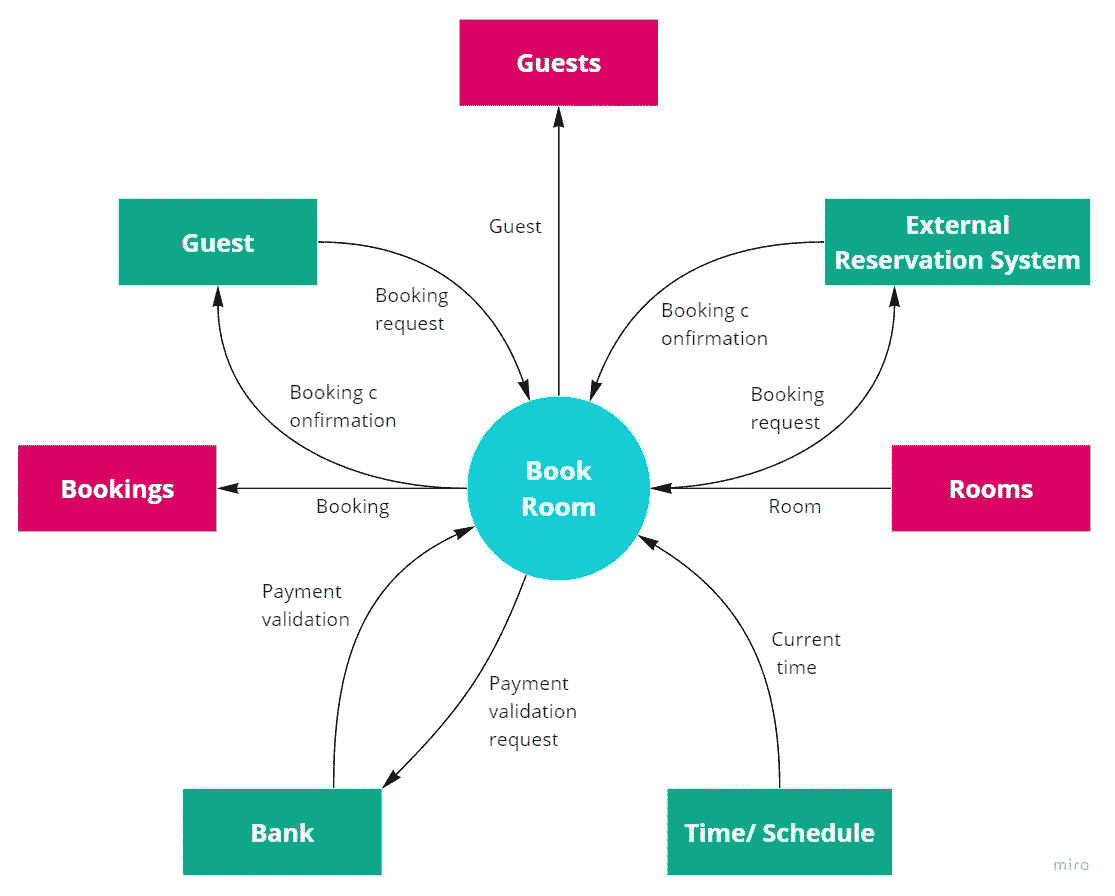 Guests
Guest
Guest
External
Reservation System
Booking
request
Booking c
onfirmation
Booking c
onfirmation
Booking
request
Bookings
Booking
Book
Room
Room
Rooms
Payment
validation
Current
time
Payment
validation
request
Bank
Time/ Schedule
miro